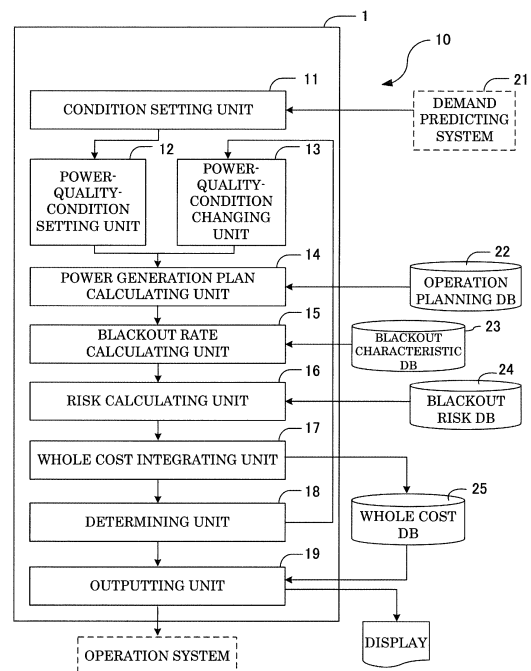 1
10
11
21
CONDITION SETTING UNIT
DEMAND
PREDICTING
SYSTEM
12
13
POWER-
QUALITY-
CONDITION
SETTING UNIT
POWER-
QUALITY-
CONDITION
CHANGING
UNIT
14
22
POWER GENERATION PLAN
CALCULATING UNIT
OPERATION
PLANNING DB
15
23
BLACKOUT RATE
CALCULATING UNIT
BLACKOUT
CHARACTERISTIC
DB
16
24
RISK CALCULATING UNIT
BLACKOUT
RISK DB
17
WHOLE COST INTEGRATING UNIT
18
25
DETERMINING UNIT
WHOLE COST
DB
19
OUTPUTTING UNIT
DISPLAY
OPERATION SYSTEM